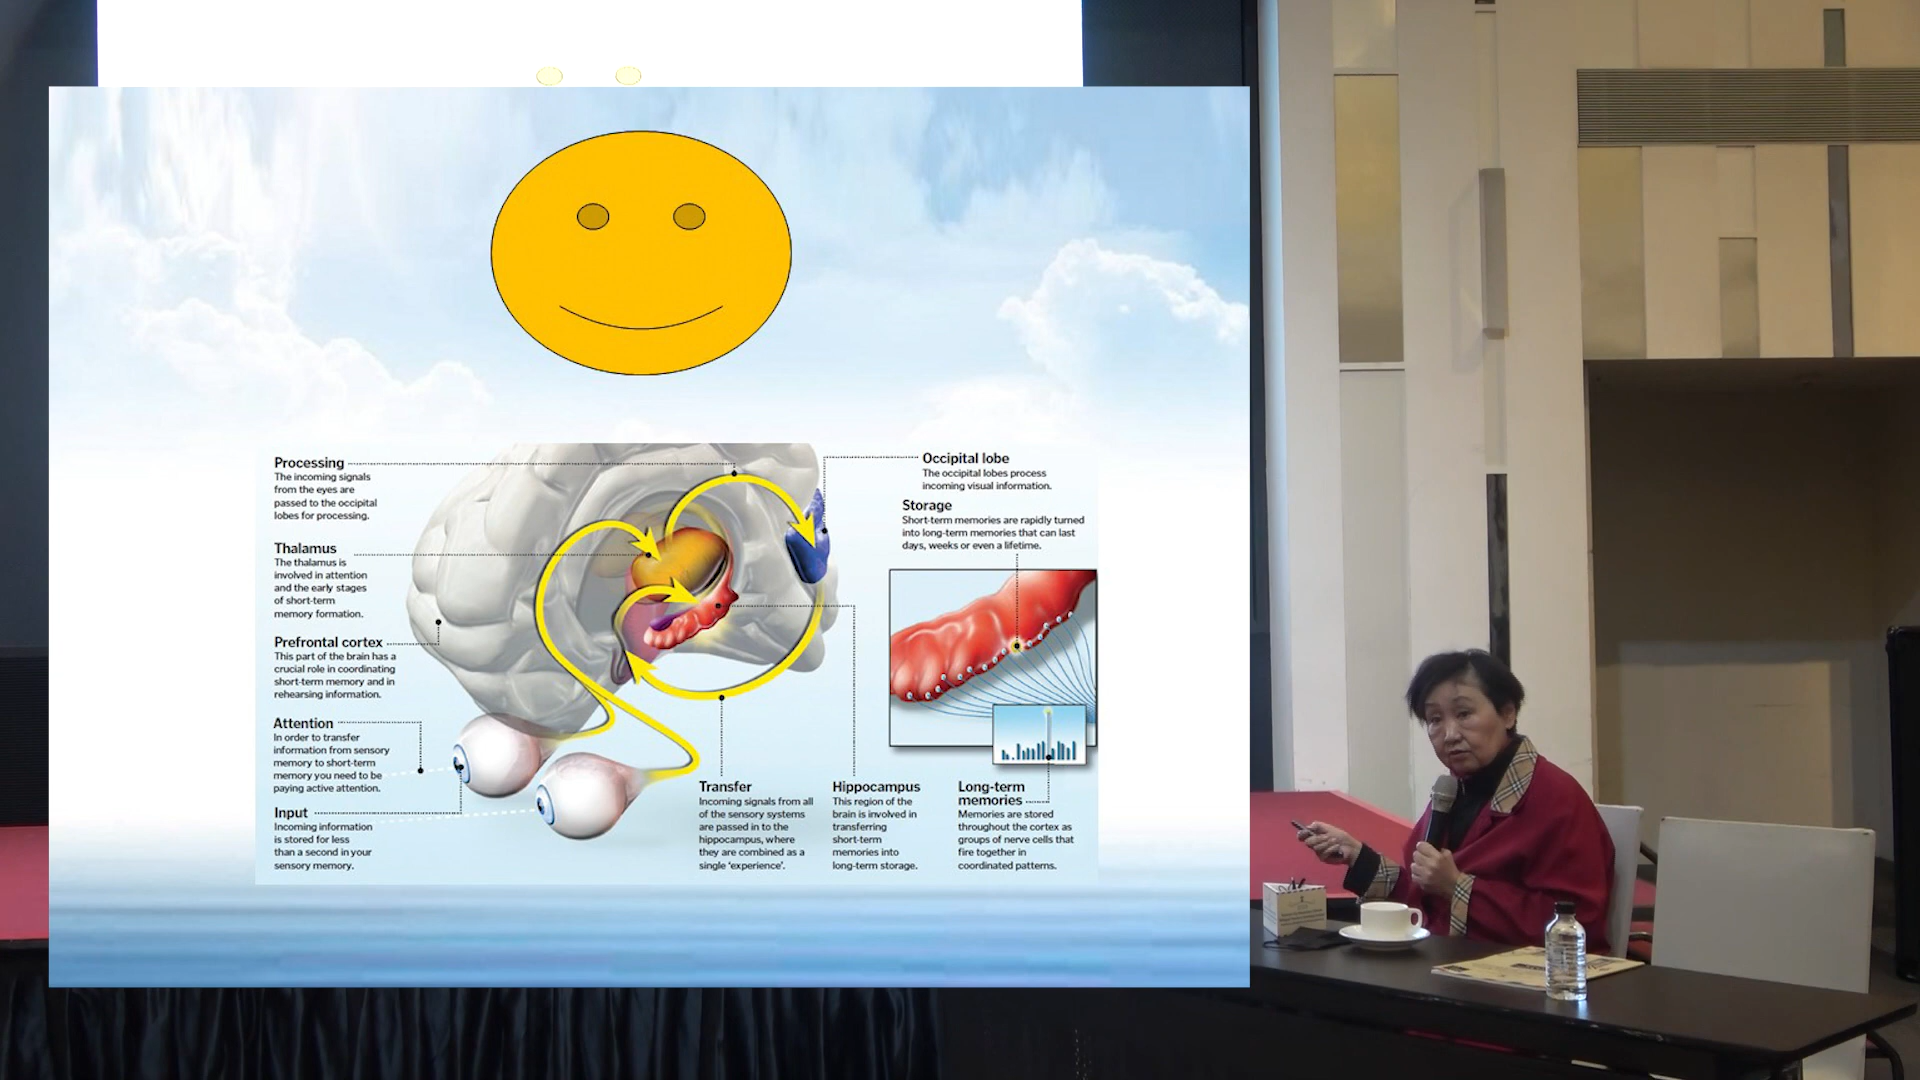 Processing
The incoming signals
from the eyes are
passed to the occipital
lobes for processing.
Thalamus
The thalamus is
involved in attention
and the early stages
of short-term
memory formation.
Prefrontal cortex
This part of the brain has a
crucial role in coordinating
short-term memory and in
rehearsing information.
Attention
In order to transfer
information from sensory
memory to short-term
memory you need to be
paying active attention.
Input
Incoming information
is stored for less
than a second in your
sensory memory.
Occipital lobe
The occipital lobes process
incoming visual information.
Storage
Short-term memories are rapidly turned
into long-term memories that can last
days, weeks or even a lifetime.
Transfer
Incoming signals from all
of the sensory systems
are passed in to the
hippocampus, where
they are combined as a
single 'experience'.
Hippocampus
This region of the
brain is involved in
transferring
short-term
memories into
long-term storage.
Long-term
memories
Memories are stored
throughout the cortex as
groups of nerve cells that
fire together in
coordinated patterns.